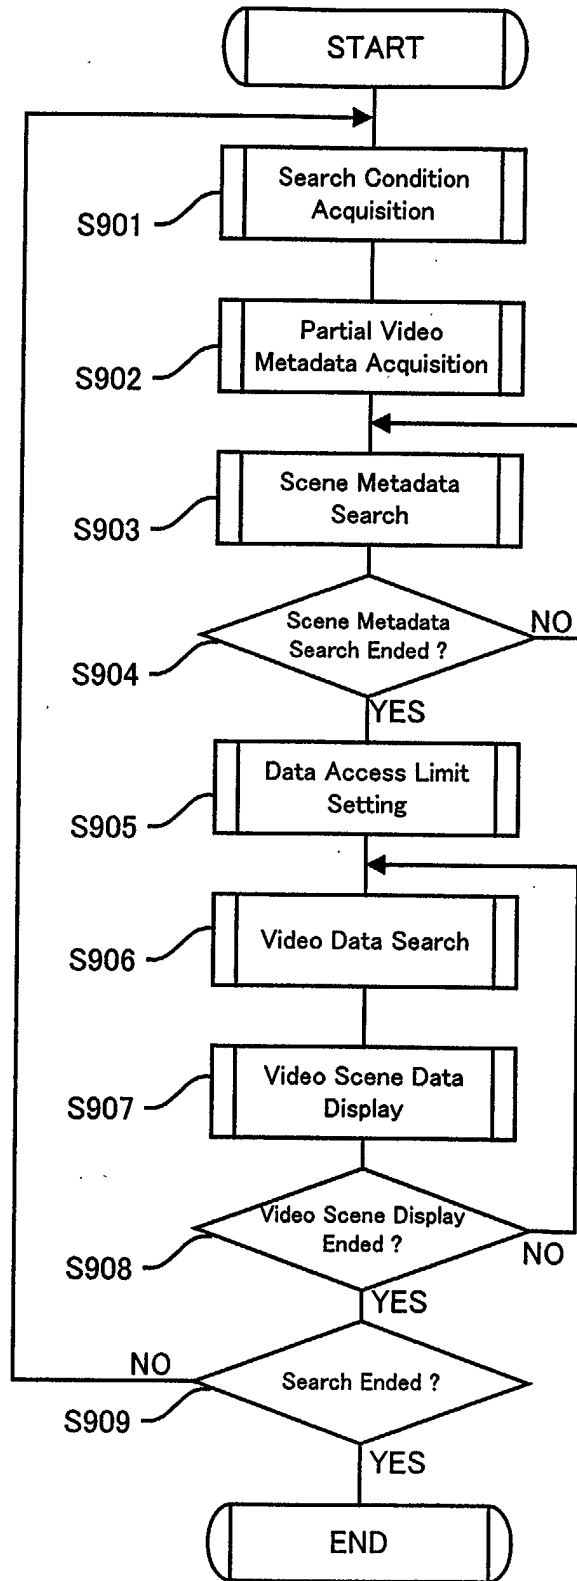 START
Search Condition
Acquisition
S901
Partial Video
Metadata Acquisition
S902
Scene Metadata
Search
S903
Scene Metadata
Search Ended ?
NO
S904
YES
Data Access Limit
Setting
S905
Video Data Search
S906
Video Scene Data
Display
S907
Video Scene Display
Ended ?
NO
S908
YES
NO
Search Ended ?
S909
YES
END